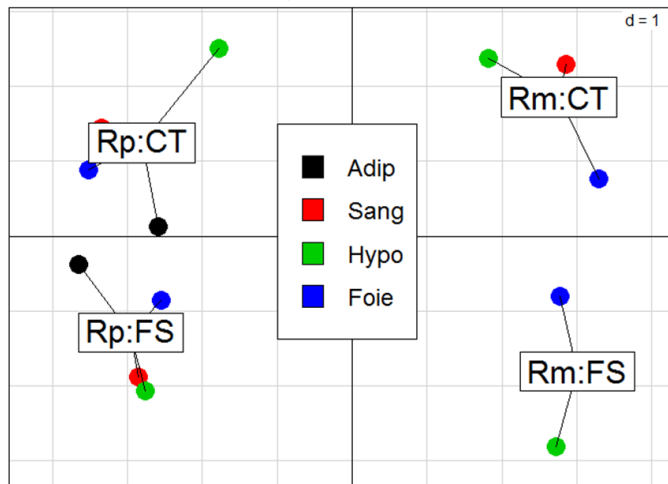 d = 1
Rm:CT
Rp:CT
Adip
Sang
Hypo
Foie
Rp:FS
Rm:FS